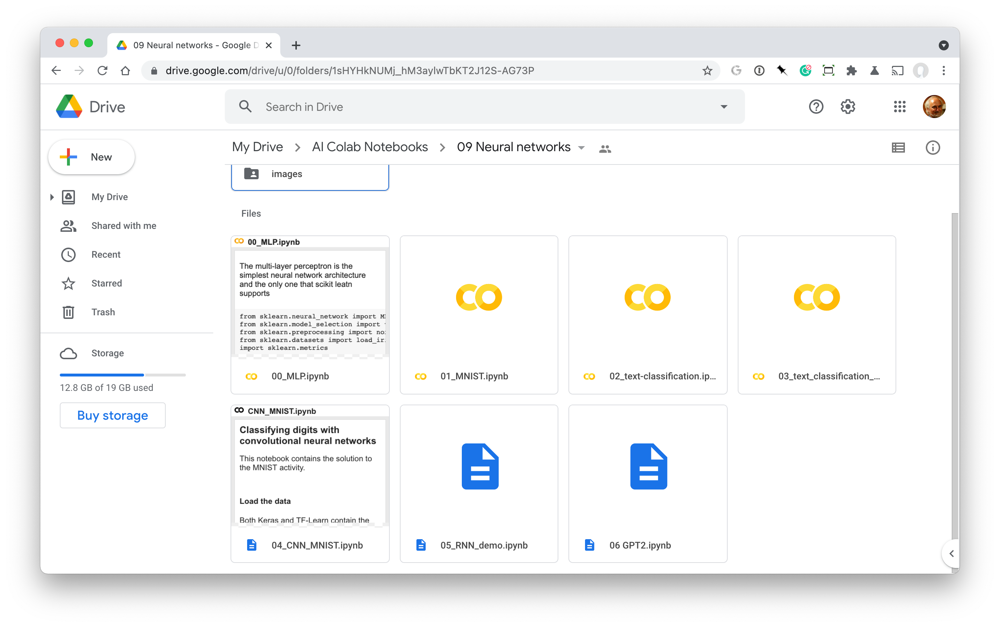 09 Neural networks - Google D
drive.google.com/drive/u/0/folders/1sHYHkNUMj_hM3aylwTbKT2J12S-AG73P
Drive
Search in Drive
New
My Drive > AI Colab Notebooks > 09 Neural networks
images
My Drive
Shared with me
Recent
Starred
Trash
Storage
12.8 GB of 19 GB used
Buy storage
Files
00_MLP.ipynb
The multi-layer perceptron is the
simplest neural network architecture
and the only one that scikit leatn
supports
from sklearn.neural_network import
from sklearn.model_selection import
from sklearn.preprocessing import no
from sklearn.datasets import load_ir
import sklearn.metrics
00_MLP.ipynb
01_MNIST.ipynb
02_text-classification.ip...
03_text_classification_...
CNN_MNIST.ipynb
Classifying digits with
convolutional neural networks
This notebook contains the solution to
the MNIST activity.
Load the data
Both Keras and TF-Learn contain the
04_CNN_MNIST.ipynb
05_RNN_demo.ipynb
06 GPT2.ipynb